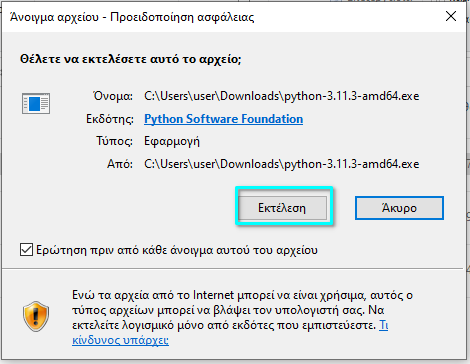 Άνοιγμα αρχείου - Προειδοποίηση ασφάλειας
Θέλετε να εκτελέσετε αυτό το αρχείο;
Όνομα: C:\Users\user\Downloads\python-3.11.3-amd64.exe
Εκδότης: Python Software Foundation
Τύπος: Εφαρμογή
Από: C:\Users\user\Downloads\python-3.11.3-amd64.exe
Εκτέλεση Άκυρο
Ερώτηση πριν από κάθε άνοιγμα αυτού του αρχείου
Ενώ τα αρχεία από το Internet μπορεί να είναι χρήσιμα, αυτός ο
τύπος αρχείων μπορεί να βλάψει τον υπολογιστή σας. Να
εκτελείτε λογισμικό μόνο από εκδότες που εμπιστεύεστε. Τι
κίνδυνος υπάρχει;